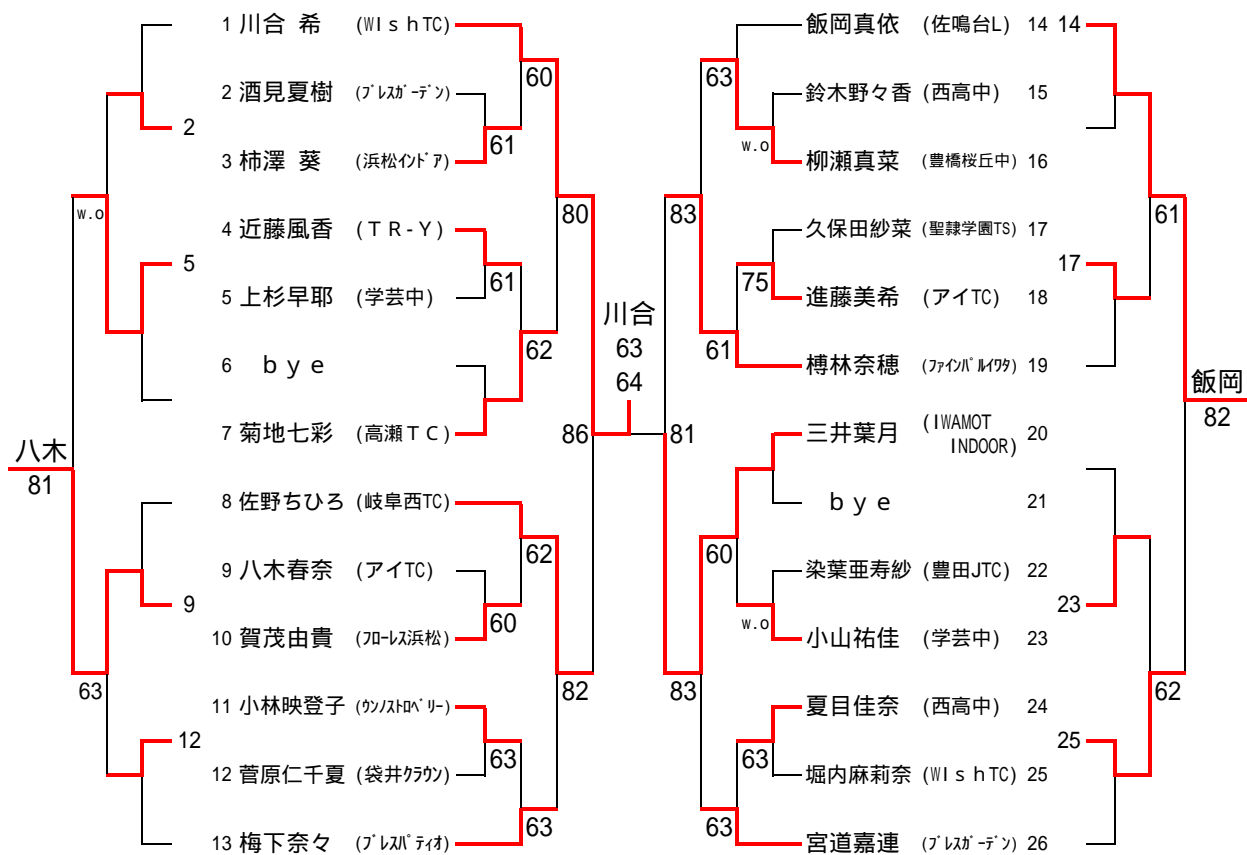 1 川合 希 (WIshTC)
60
2 酒見夏樹 (ﾌﾞﾚｽｶﾞｰﾃﾞﾝ)
2
61
3 柿澤 葵 (浜松ｲﾝﾄﾞｱ)
w.o
80
4 近藤風香 (TR-Y)
5
61
5 上杉早耶 (学芸中)
62
6 bye
7 菊地七彩 (高瀬TC)
86
八木
81
8 佐野ちひろ (岐阜西TC)
62
9 八木春奈 (アイTC)
9
60
10 賀茂由貴 (ﾌﾛｰﾚｽ浜松)
63
82
11 小林映登子 (ｳﾝﾉｽﾄﾛﾍﾞﾘｰ)
12
63
12 菅原仁千夏 (袋井ｸﾗｳﾝ)
63
13 梅下奈々 (ﾌﾞﾚｽﾊﾟﾃｨｵ)
川合
63
64
飯岡真依 (佐鳴台L) 14 14
63
鈴木野々香 (西高中) 15
w.o
柳瀬真菜 (豊橋桜丘中) 16
83
61
久保田紗菜 (聖隷学園TS) 17
17
75
進藤美希 (アイTC) 18
61
榑林奈穂 (ﾌｧｲﾝﾊﾟﾙｲﾜﾀ) 19
飯岡
82
81
三井葉月 (IWAMOT
INDOOR) 20
bye 21
60
染葉亜寿紗 (豊田JTC) 22
23
w.o
小山祐佳 (学芸中) 23
83
62
夏目佳奈 (西高中) 24
25
63
堀内麻莉奈 (WIshTC) 25
63
宮道嘉連 (ﾌﾞﾚｽｶﾞｰﾃﾞﾝ) 26